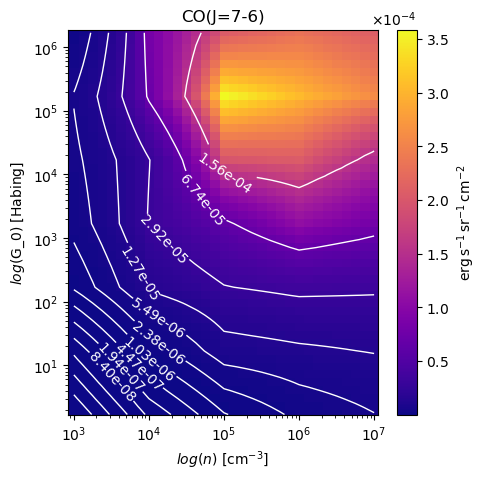 CO(J=7-6)
×10⁻⁴
10⁶
10⁵
10⁴
10³
10²
10¹
log(G_0) [Habing]
1.56e-04
6.74e-05
2.92e-05
1.27e-05
5.49e-06
2.38e-06
1.03e-06
4.47e-07
1.94e-07
8.40e-08
10³ 10⁴ 10⁵ 10⁶ 10⁷
log(n) [cm⁻³]
3.5
3.0
2.5
2.0
1.5
1.0
0.5
erg s⁻¹ sr⁻¹ cm⁻²